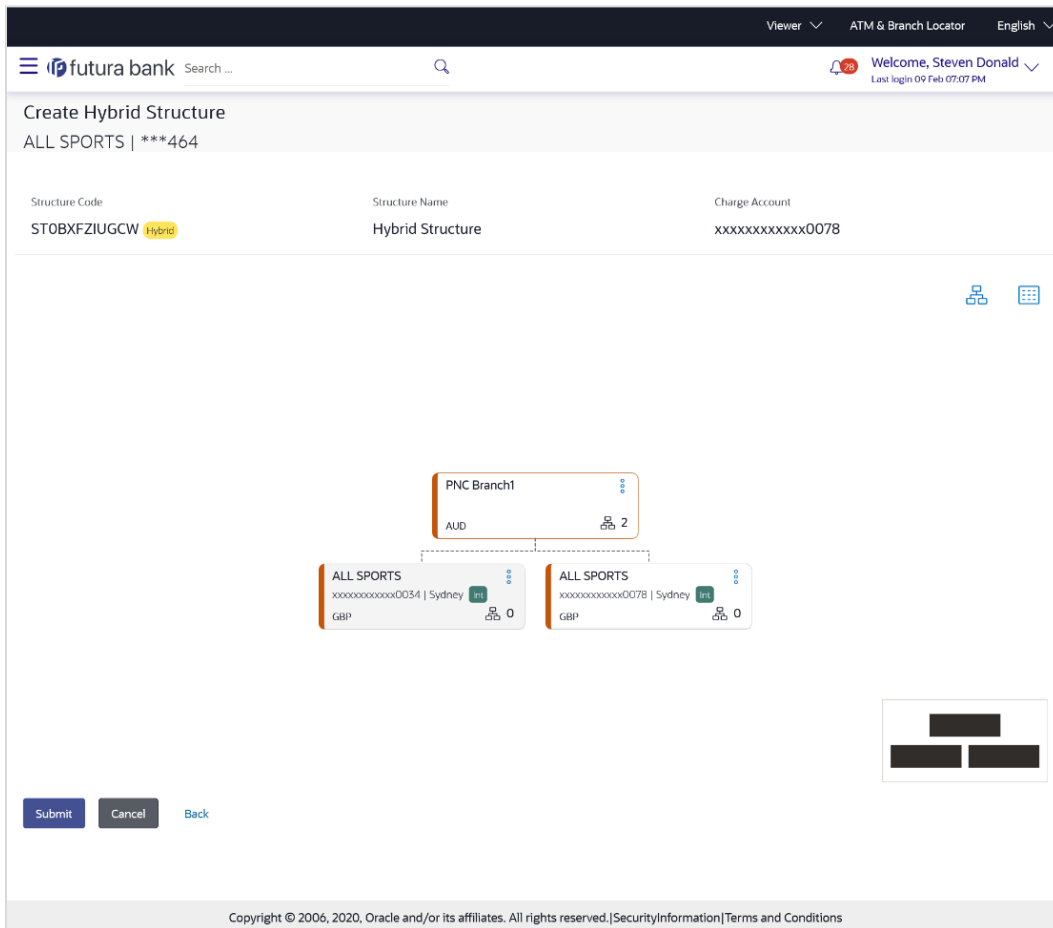 Viewer ATM & Branch Locator English
futura bank Search ... 28 Welcome, Steven Donald
Last login 09 Feb 07:07 PM
Create Hybrid Structure
ALL SPORTS | ***464
Structure Code Structure Name Charge Account
ST0BXFZIUGCW Hybrid Hybrid Structure xxxxxxxxxxxx0078
PNC Branch1
AUD 2
ALL SPORTS ALL SPORTS
xxxxxxxxxxxx0034 | Sydney Int xxxxxxxxxxxx0078 | Sydney Int
GBP 0 GBP 0
Submit Cancel Back
Copyright © 2006, 2020, Oracle and/or its affiliates. All rights reserved.|SecurityInformation|Terms and Conditions